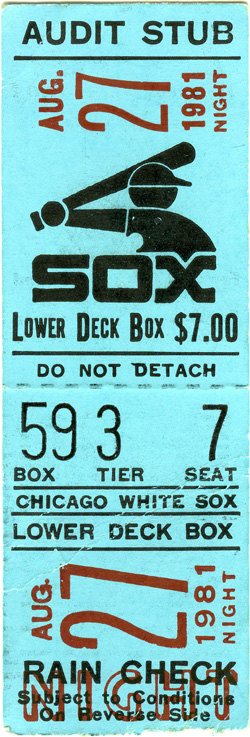 AUDIT STUB
AUG. 27 1981 NIGHT
SOX
LOWER DECK BOX $7.00
DO NOT DETACH
59 3 7
BOX TIER SEAT
CHICAGO WHITE SOX
LOWER DECK BOX
AUG. 27 1981 NIGHT
NIGHT
RAIN CHECK
Subject to Conditions
On Reverse Side